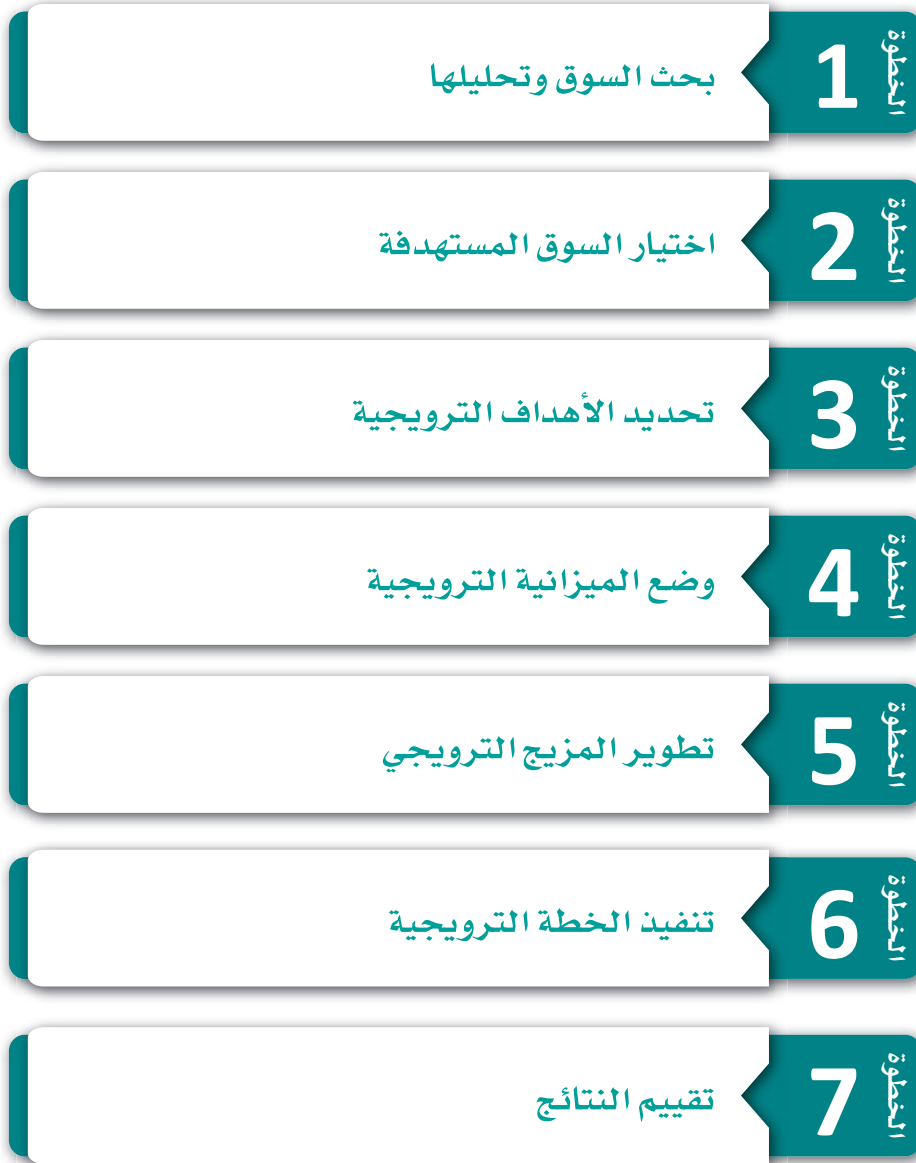 الخطوة
1
بحث السوق وتحليلها
الخطوة
2
اختيار السوق المستهدفة
الخطوة
3
تحديد الأهداف الترويجية
الخطوة
4
وضع الميزانية الترويجية
الخطوة
5
تطوير المزيج الترويجي
الخطوة
6
تنفيذ الخطة الترويجية
الخطوة
7
تقييم النتائج